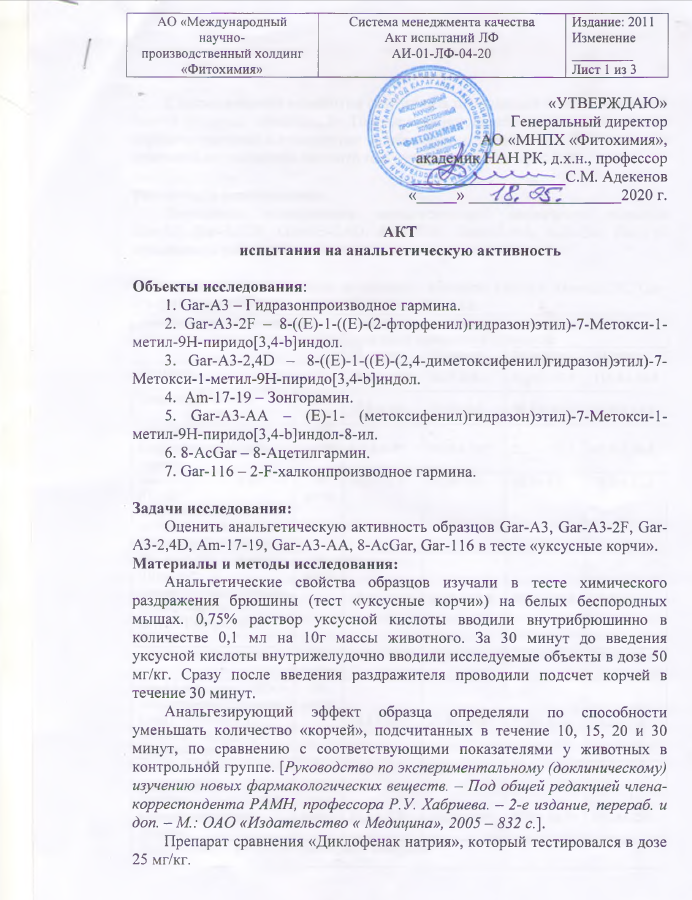 АО «Международный
научно-
производственный холдинг
«Фитохимия»
Система менеджмента качества
Акт испытаний ЛФ
АИ-01-ЛФ-04-20
Издание: 2011
Изменение
_________
Лист 1 из 3
«УТВЕРЖДАЮ»
Генеральный директор
АО «МНПХ «Фитохимия»,
академик НАН РК, д.х.н., профессор
С.М. Адекенов
«_____» 18.05. 2020 г.
МЕЖДУНАРОДНЫЙ
НАУЧНО-
ПРОИЗВОДСТВЕННЫЙ
ХОЛДИНГ
"ФИТОХИМИЯ"
АКТ
испытания на анальгетическую активность
Объекты исследования:
1. Gar-A3 – Гидразонпроизводное гармина.
2. Gar-A3-2F – 8-((E)-1-((E)-(2-фторфенил)гидразон)этил)-7-Метокси-1-
метил-9H-пиридо[3,4-b]индол.
3. Gar-A3-2,4D – 8-((E)-1-((E)-(2,4-диметоксифенил)гидразон)этил)-7-
Метокси-1-метил-9H-пиридо[3,4-b]индол.
4. Am-17-19 – Зонгорамин.
5. Gar-A3-AA – (E)-1- (метоксифенил)гидразон)этил)-7-Метокси-1-
метил-9H-пиридо[3,4-b]индол-8-ил.
6. 8-AcGar – 8-Ацетилгармин.
7. Gar-116 – 2-F-халконпроизводное гармина.
Задачи исследования:
Оценить анальгетическую активность образцов Gar-A3, Gar-A3-2F, Gar-
A3-2,4D, Am-17-19, Gar-A3-AA, 8-AcGar, Gar-116 в тесте «уксусные корчи».
Материалы и методы исследования:
Анальгетические свойства образцов изучали в тесте химического
раздражения брюшины (тест «уксусные корчи») на белых беспородных
мышах. 0,75% раствор уксусной кислоты вводили внутрибрюшинно в
количестве 0,1 мл на 10г массы животного. За 30 минут до введения
уксусной кислоты внутрижелудочно вводили исследуемые объекты в дозе 50
мг/кг. Сразу после введения раздражителя проводили подсчет корчей в
течение 30 минут.
Анальгезирующий эффект образца определяли по способности
уменьшать количество «корчей», подсчитанных в течение 10, 15, 20 и 30
минут, по сравнению с соответствующими показателями у животных в
контрольной группе. [Руководство по экспериментальному (доклиническому)
изучению новых фармакологических веществ. – Под общей редакцией члена-
корреспондента РАМН, профессора Р.У. Хабриева. – 2-е издание, перераб. и
доп. – М.: ОАО «Издательство « Медицина», 2005 – 832 с.].
Препарат сравнения «Диклофенак натрия», который тестировался в дозе
25 мг/кг.